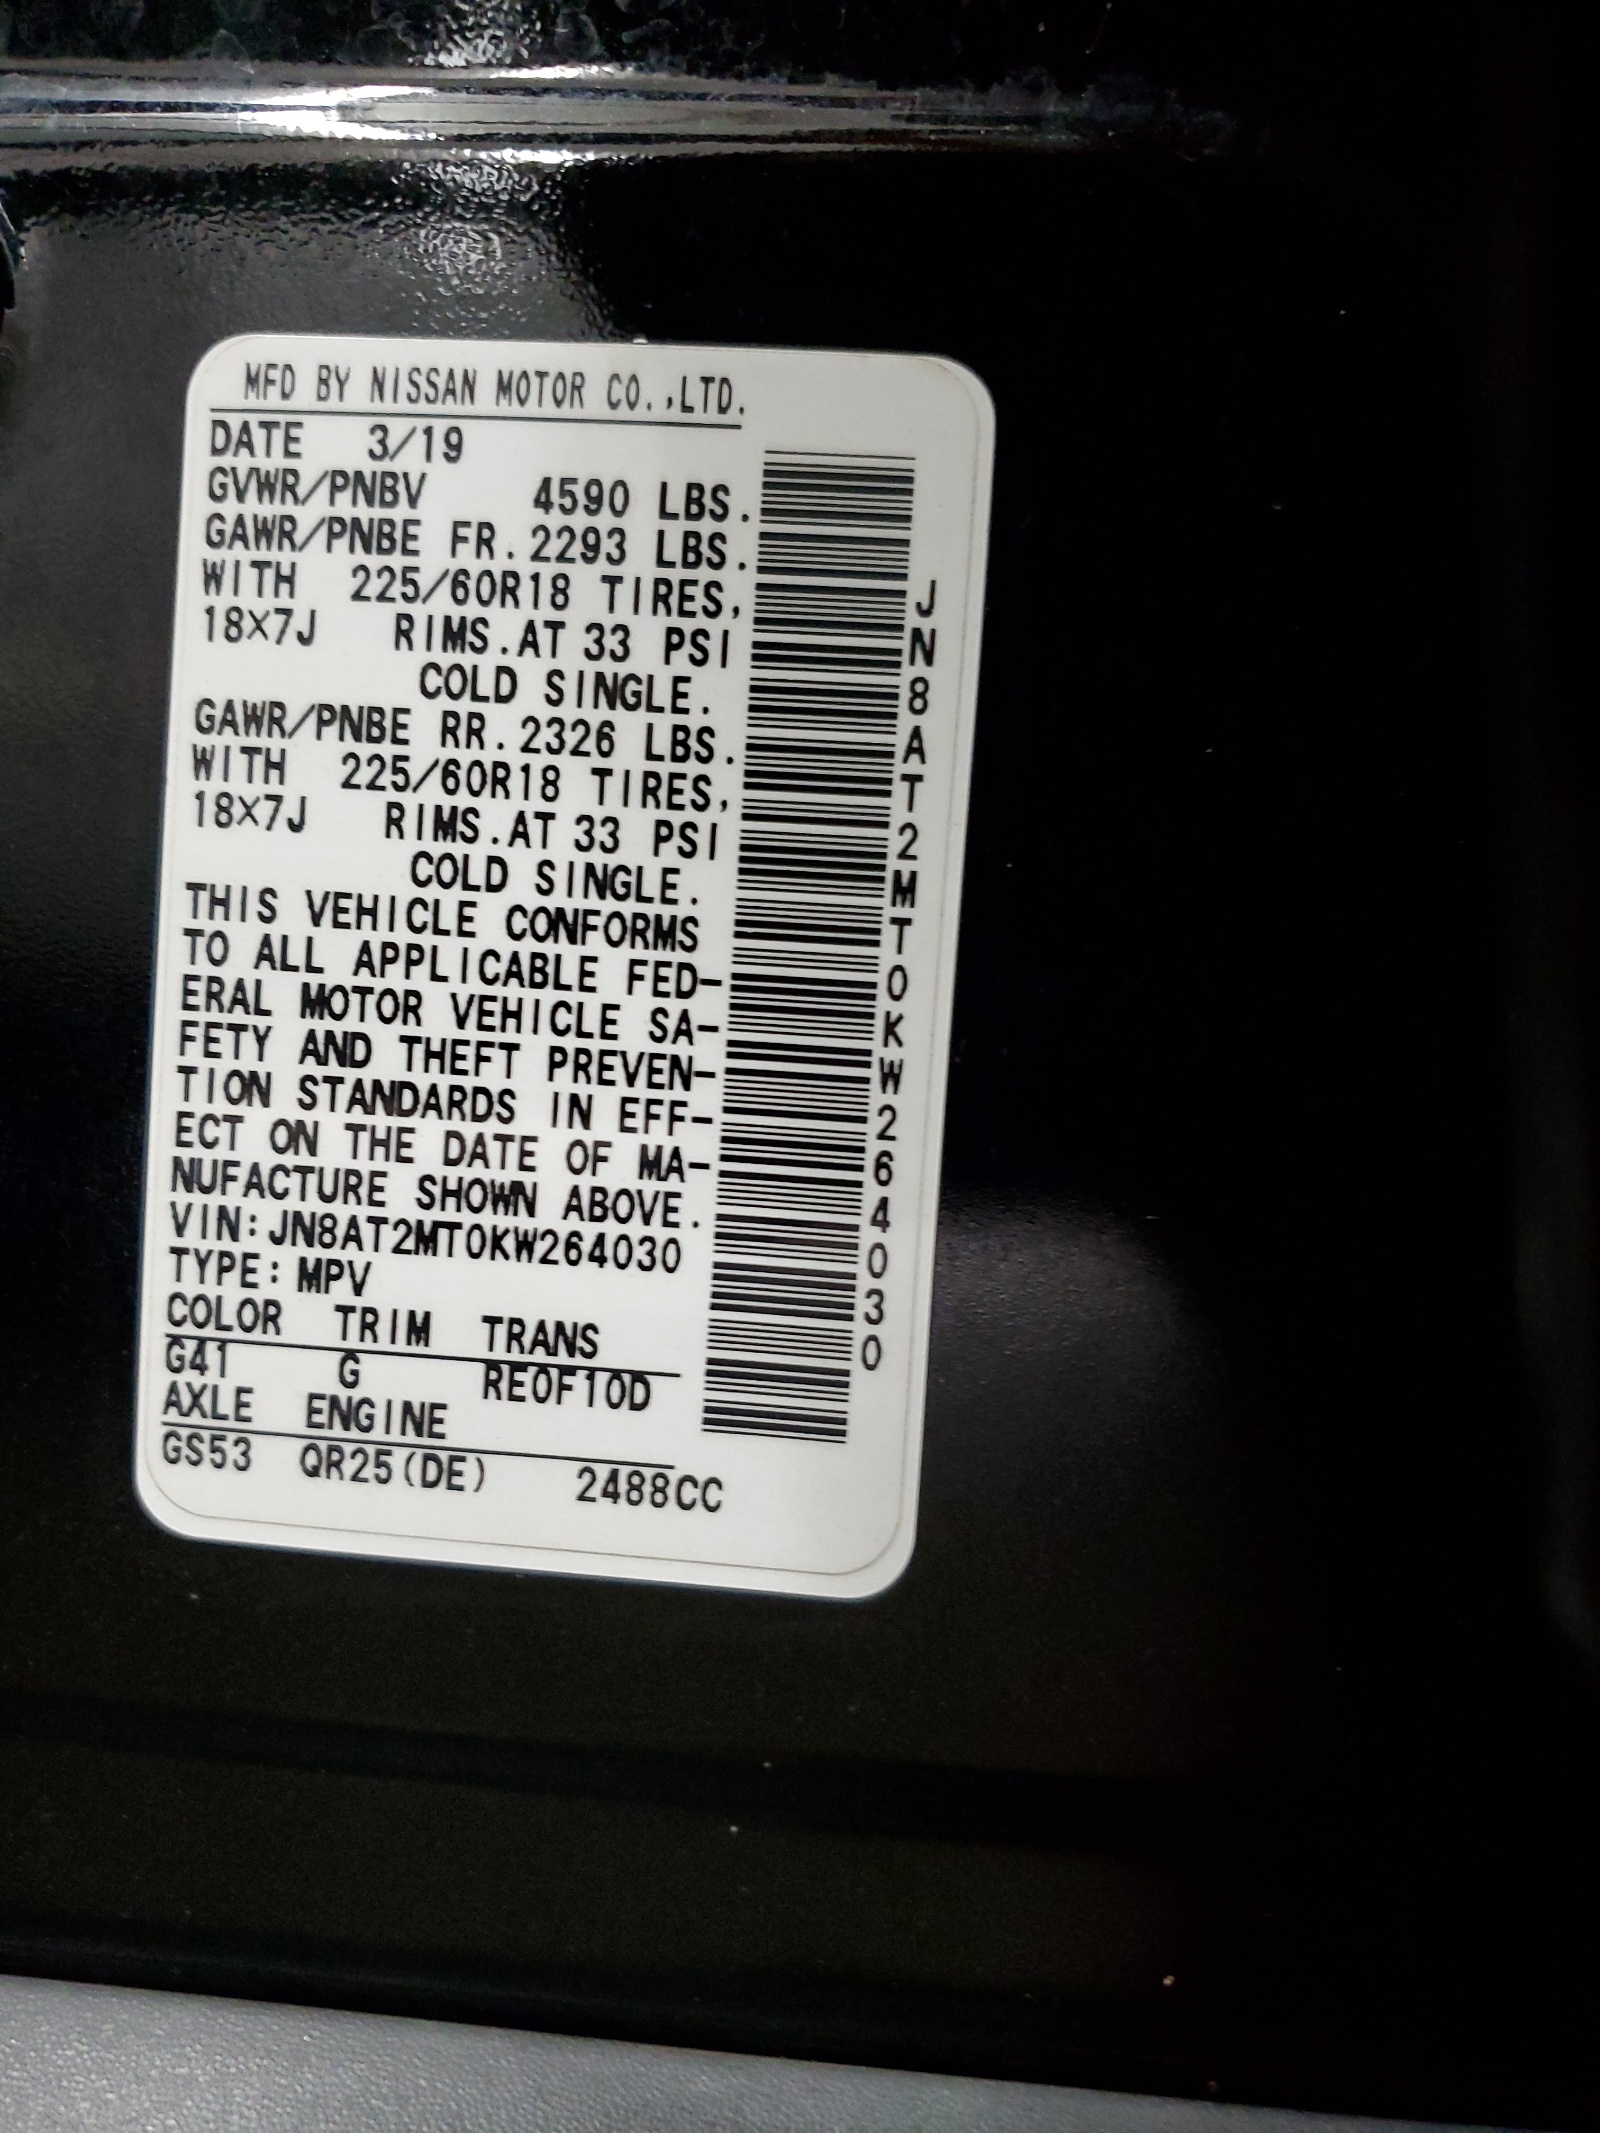 MFD BY NISSAN MOTOR CO.,LTD.
DATE 3/19
GVWR/PNBV 4590 LBS.
GAWR/PNBE FR. 2293 LBS.
WITH 225/60R18 TIRES,
18X7J RIMS.AT 33 PSI
COLD SINGLE.
GAWR/PNBE RR. 2326 LBS.
WITH 225/60R18 TIRES,
18X7J RIMS.AT 33 PSI
COLD SINGLE.
THIS VEHICLE CONFORMS
TO ALL APPLICABLE FED-
ERAL MOTOR VEHICLE SA-
FETY AND THEFT PREVEN-
TION STANDARDS IN EFF-
ECT ON THE DATE OF MA-
NUFACTURE SHOWN ABOVE.
VIN: JN8AT2MT0KW264030
TYPE: MPV
COLOR TRIM TRANS
G41 G RE0F10D
AXLE ENGINE
GS53 QR25(DE) 2488CC
JN8AT2MT0KW264030